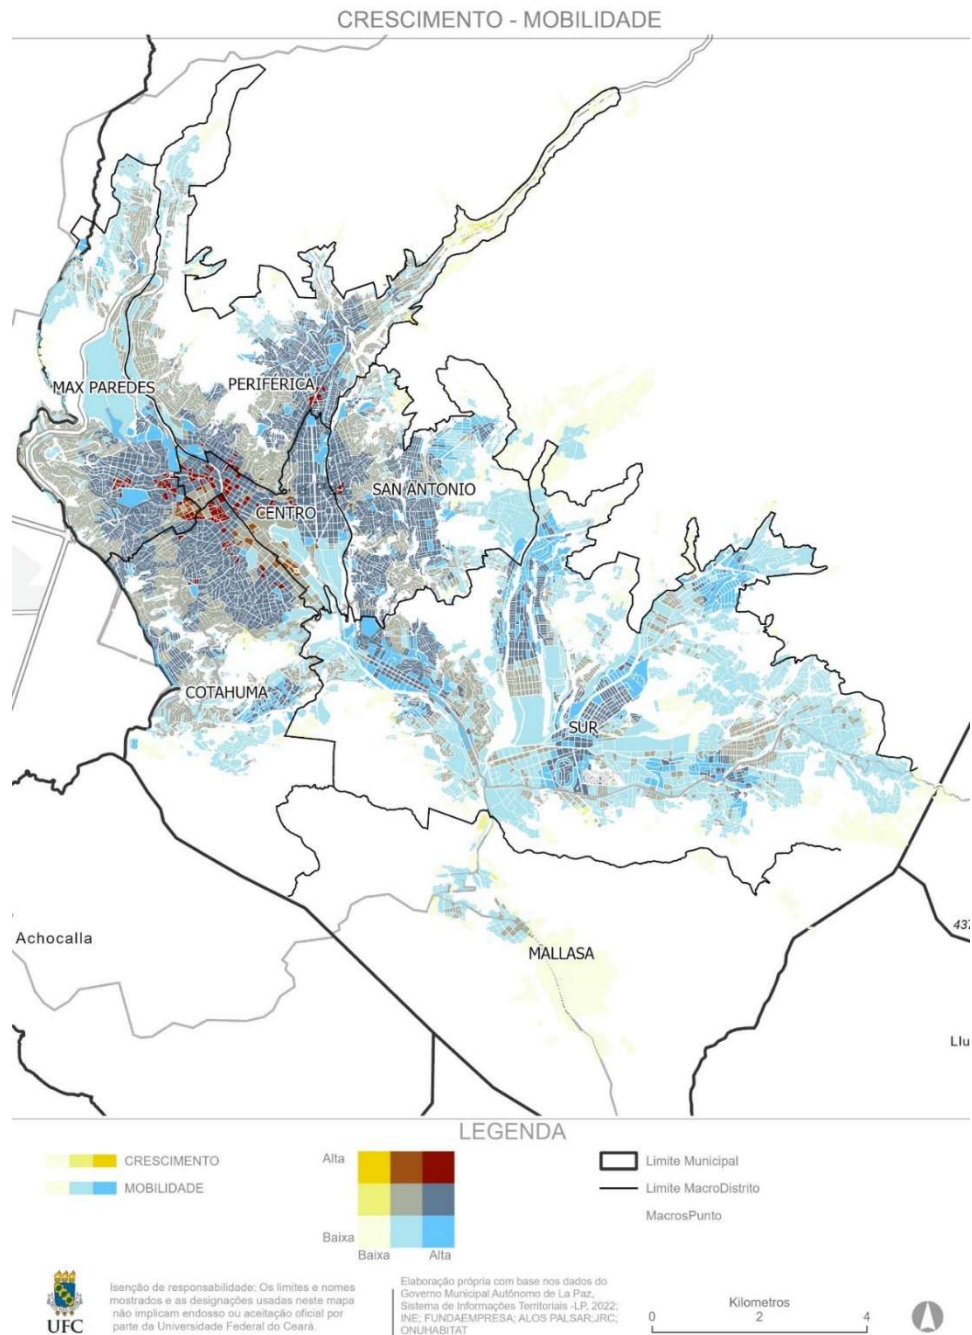 CRESCIMENTO - MOBILIDADE
MAX PAREDES
PERIFERICA
SAN ANTONIO
CENTRO
COTAHUMA
SUR
Achocalla
MALLASA
437
Llu
LEGENDA
CRESCIMENTO
MOBILIDADE
Alta
Baixa
Baixa
Alta
Limite Municipal
Limite MacroDistrito
MacrosPunto
UFC
Isenção de responsabilidade: Os limites e nomes
mostrados e as designações usadas neste mapa
não implicam endosso ou aceitação oficial por
parte da Universidade Federal do Ceará.
Elaboração própria com base nos dados do
Governo Municipal Autônomo de La Paz,
Sistema de Informações Territoriais -LP, 2022;
INE; FUNDAEMPRESA; ALOS PALSAR;JRC;
ONUHABITAT
Kilometros
0 2 4